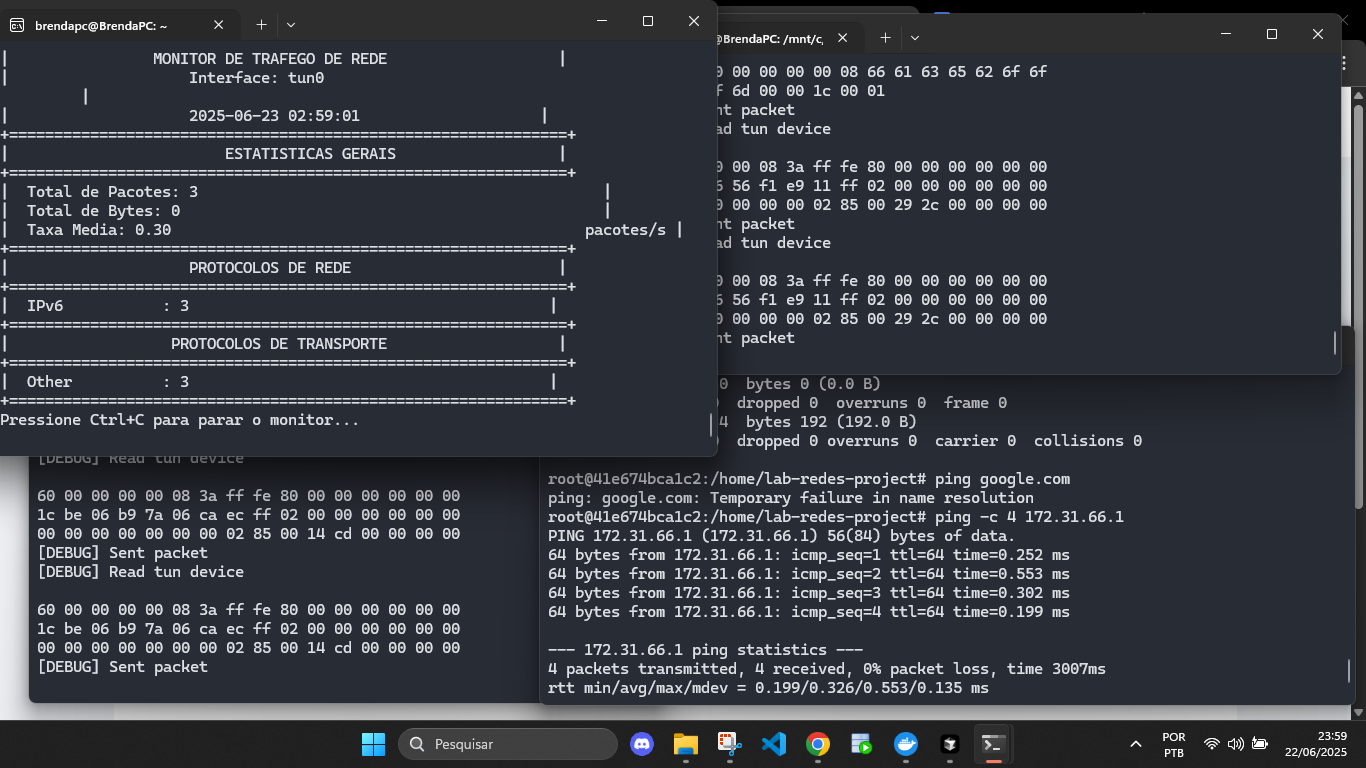 brendapc@BrendaPC: ~
| MONITOR DE TRAFEGO DE REDE |
| Interface: tun0
|
| 2025-06-23 02:59:01 |
+==============================================================+
| ESTATISTICAS GERAIS |
+==============================================================+
| Total de Pacotes: 3 |
| Total de Bytes: 0 |
| Taxa Media: 0.30 pacotes/s |
+==============================================================+
| PROTOCOLOS DE REDE |
+==============================================================+
| IPv6 : 3 |
+==============================================================+
| PROTOCOLOS DE TRANSPORTE |
+==============================================================+
| Other : 3 |
+==============================================================+
Pressione Ctrl+C para parar o monitor...
@BrendaPC: /mnt/c,
0 00 00 00 00 00 08 66 61 63 65 62 6f 6f
f 6d 00 00 1c 00 01
nt packet
ad tun device
0 00 08 3a ff fe 80 00 00 00 00 00 00
6 56 f1 e9 11 ff 02 00 00 00 00 00 00
00 00 00 00 02 85 00 29 2c 00 00 00 00
nt packet
ad tun device
0 00 08 3a ff fe 80 00 00 00 00 00 00
6 56 f1 e9 11 ff 02 00 00 00 00 00 00
00 00 00 00 02 85 00 29 2c 00 00 00 00
nt packet
[DEBUG] Read tun device
60 00 00 00 00 08 3a ff fe 80 00 00 00 00 00 00
1c be 06 b9 7a 06 ca ec ff 02 00 00 00 00 00 00
00 00 00 00 00 00 00 02 85 00 14 cd 00 00 00 00
[DEBUG] Sent packet
[DEBUG] Read tun device
60 00 00 00 00 08 3a ff fe 80 00 00 00 00 00 00
1c be 06 b9 7a 06 ca ec ff 02 00 00 00 00 00 00
00 00 00 00 00 00 00 02 85 00 14 cd 00 00 00 00
[DEBUG] Sent packet
0 bytes 0 (0.0 B)
dropped 0 overruns 0 frame 0
4 bytes 192 (192.0 B)
dropped 0 overruns 0 carrier 0 collisions 0
root@41e674bca1c2:/home/lab-redes-project# ping google.com
ping: google.com: Temporary failure in name resolution
root@41e674bca1c2:/home/lab-redes-project# ping -c 4 172.31.66.1
PING 172.31.66.1 (172.31.66.1) 56(84) bytes of data.
64 bytes from 172.31.66.1: icmp_seq=1 ttl=64 time=0.252 ms
64 bytes from 172.31.66.1: icmp_seq=2 ttl=64 time=0.553 ms
64 bytes from 172.31.66.1: icmp_seq=3 ttl=64 time=0.302 ms
64 bytes from 172.31.66.1: icmp_seq=4 ttl=64 time=0.199 ms
--- 172.31.66.1 ping statistics ---
4 packets transmitted, 4 received, 0% packet loss, time 3007ms
rtt min/avg/max/mdev = 0.199/0.326/0.553/0.135 ms
Pesquisar
POR
PTB
23:59
22/06/2025